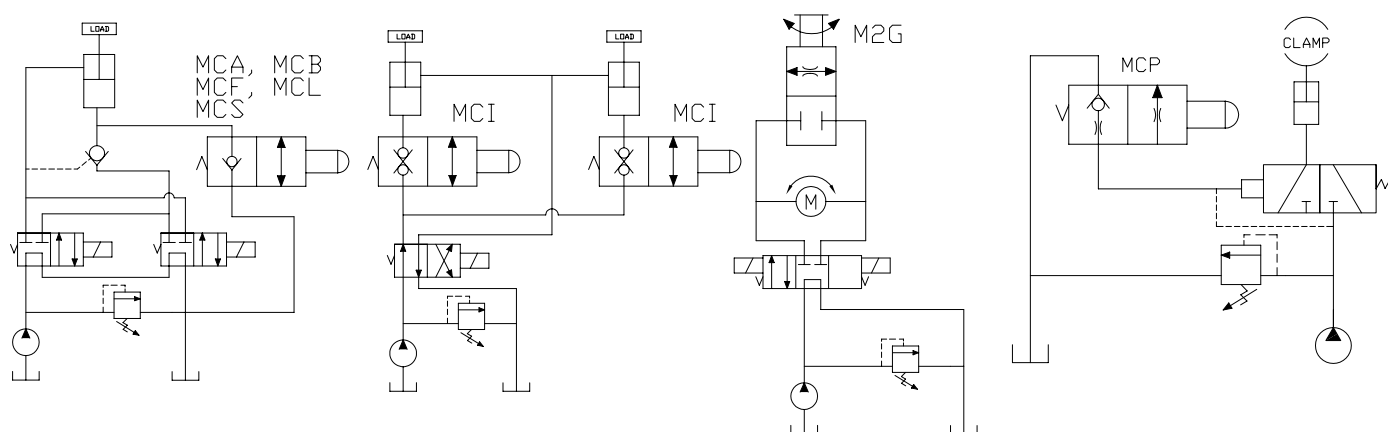 LOAD
MCA, MCB
MCF, MCL
MCS
LOAD
LOAD
MCI
MCI
M2G
M
MCP
CLAMP